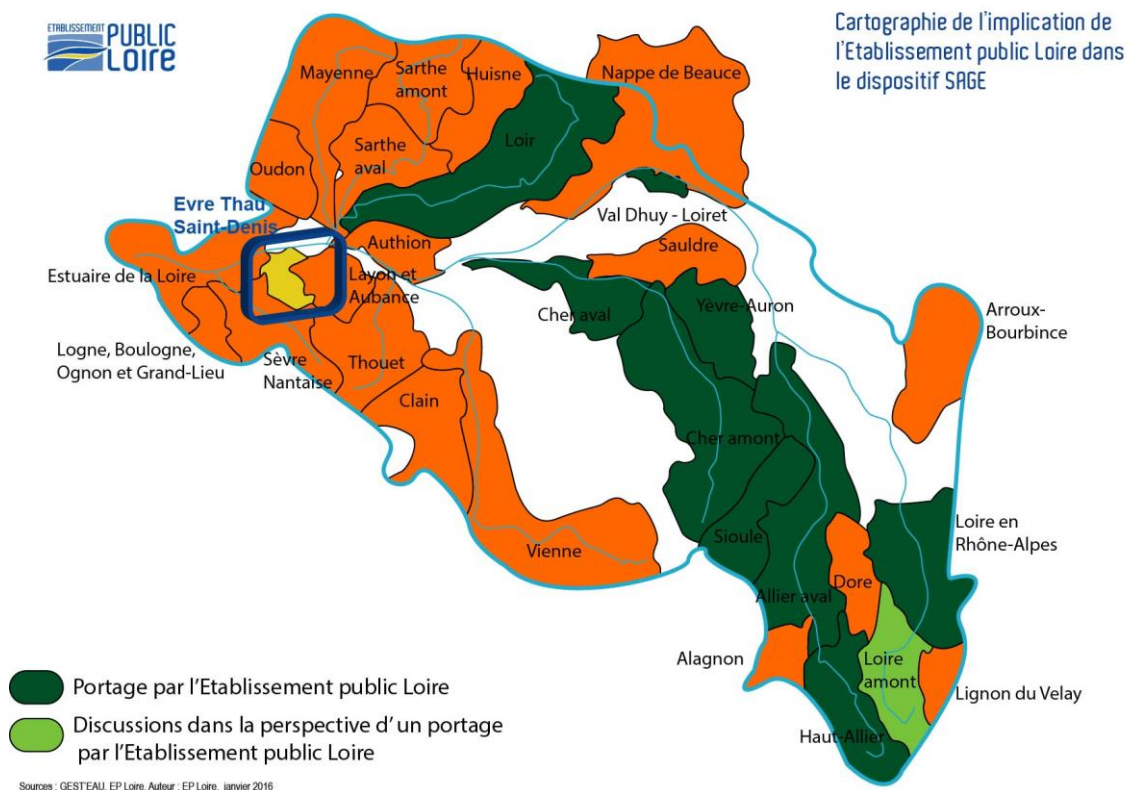 ETABLISSEMENT
PUBLIC
LOIRE
Cartographie de l'implication de
l'Etablissement public Loire dans
le dispositif SAGE
Mayenne
Sarthe
amont
Huisne
Nappe de Beauce
Loir
Sarthe
aval
Oudon
Evre Thau
Saint-Denis
Val Dhuy - Loiret
Authion
Sauldre
Estuaire de la Loire
Layon et
Aubance
Cher aval
Yèvre-Auron
Arroux-
Bourbince
Logne, Boulogne,
Ognon et Grand-Lieu
Sèvre
Nantaise
Thouet
Clain
Cher amont
Loire en
Rhône-Alpes
Sioule
Vienne
Dore
Allier aval
Alagnon
Loire
amont
Lignon du Velay
Haut-Allier
Portage par l'Etablissement public Loire
Discussions dans la perspective d' un portage
par l'Etablissement public Loire
Sources : GEST'EAU, EP Loire. Auteur : EP Loire, janvier 2016